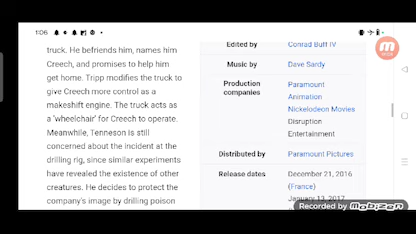 1:06
truck. He befriends him, names him
Creech, and promises to help him
get home. Tripp modifies the truck to
give Creech more control as a
makeshift engine. The truck acts as
a 'wheelchair' for Creech to operate.
Meanwhile, Tenneson is still
concerned about the incident at the
drilling rig, since similar experiments
have revealed the existence of other
creatures. He decides to protect the
company's image by drilling poison
Edited by
Conrad Buff IV
Music by
Dave Sardy
Production
companies
Paramount
Animation
Nickelodeon Movies
Disruption
Entertainment
Distributed by
Paramount Pictures
Release dates
December 21, 2016
(France)
January 13, 2017
Recorded by Mobizen